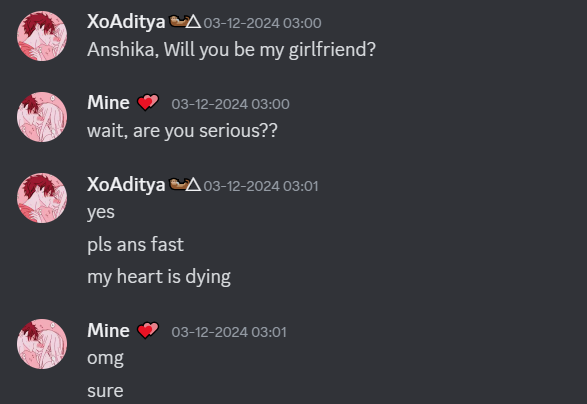 XoAditya 03-12-2024 03:00
Anshika, Will you be my girlfriend?
Mine 💕 03-12-2024 03:00
wait, are you serious??
XoAditya 03-12-2024 03:01
yes
pls ans fast
my heart is dying
Mine 💕 03-12-2024 03:01
omg
sure